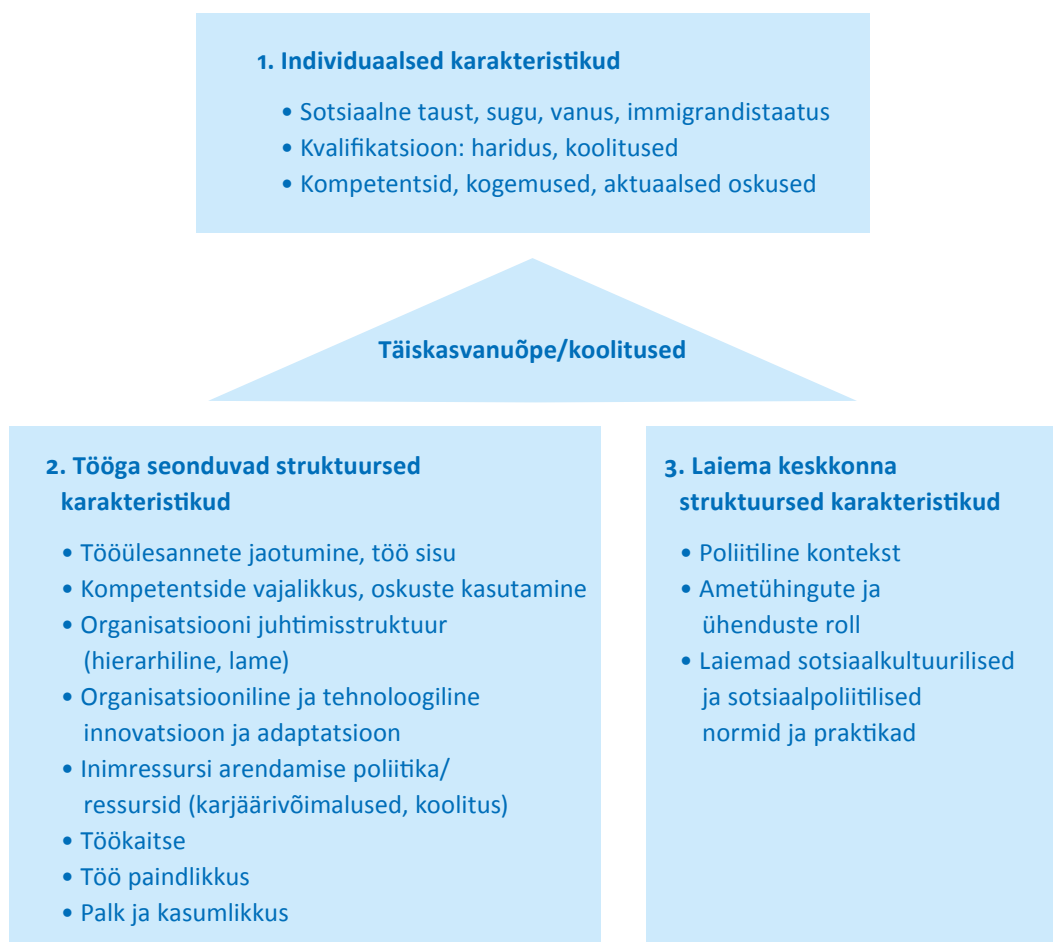 1. Individuaalsed karakteristikud
• Sotsiaalne taust, sugu, vanus, immigrandistaatus
• Kvalifikatsioon: haridus, koolitused
• Kompetentsid, kogemused, aktuaalsed oskused
Täiskasvanuõpe/koolitused
2. Tööga seonduvad struktuursed
karakteristikud
• Tööülesannete jaotumine, töö sisu
• Kompetentside vajalikkus, oskuste kasutamine
• Organisatsiooni juhtimisstruktuur
(hierarhiline, lame)
• Organisatsiooniline ja tehnoloogiline
innovatsioon ja adaptatsioon
• Inimressursi arendamise poliitika/
ressursid (karjäärivõimalused, koolitus)
• Töökaitse
• Töö paindlikkus
• Palk ja kasumlikkus
3. Laiema keskkonna
struktuursed karakteristikud
• Poliitiline kontekst
• Ametühingute ja
ühenduste roll
• Laiemad sotsiaalkultuurilised
ja sotsiaalpoliitilised
normid ja praktikad